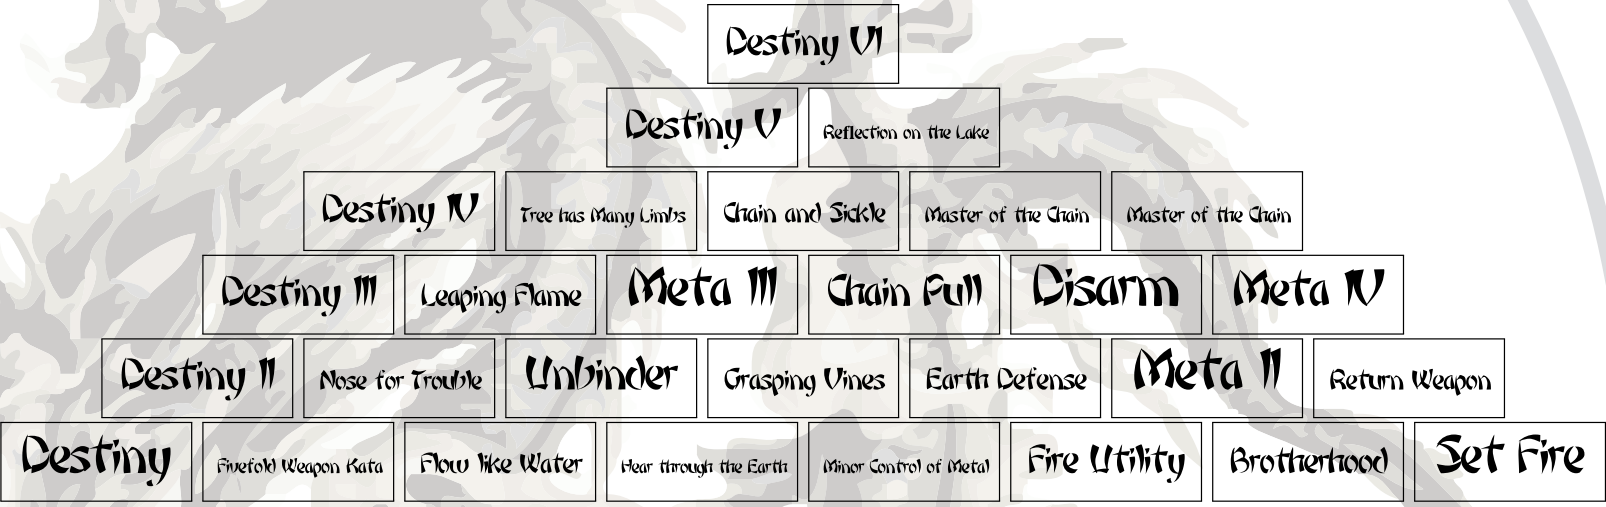 Destiny VI
Destiny V
Reflection on the Lake
Destiny IV
Tree has Many Limbs
Chain and Sickle
Master of the Chain
Master of the Chain
Destiny III
Leaping Flame
Meta III
Chain Pull
Disarm
Meta IV
Destiny II
Nose for Trouble
Unbinder
Grasping Vines
Earth Defense
Meta II
Return Weapon
Destiny
Fivefold Weapon Kata
Flow like Water
Hear through the Earth
Minor Control of Metal
Fire Utility
Brotherhood
Set Fire